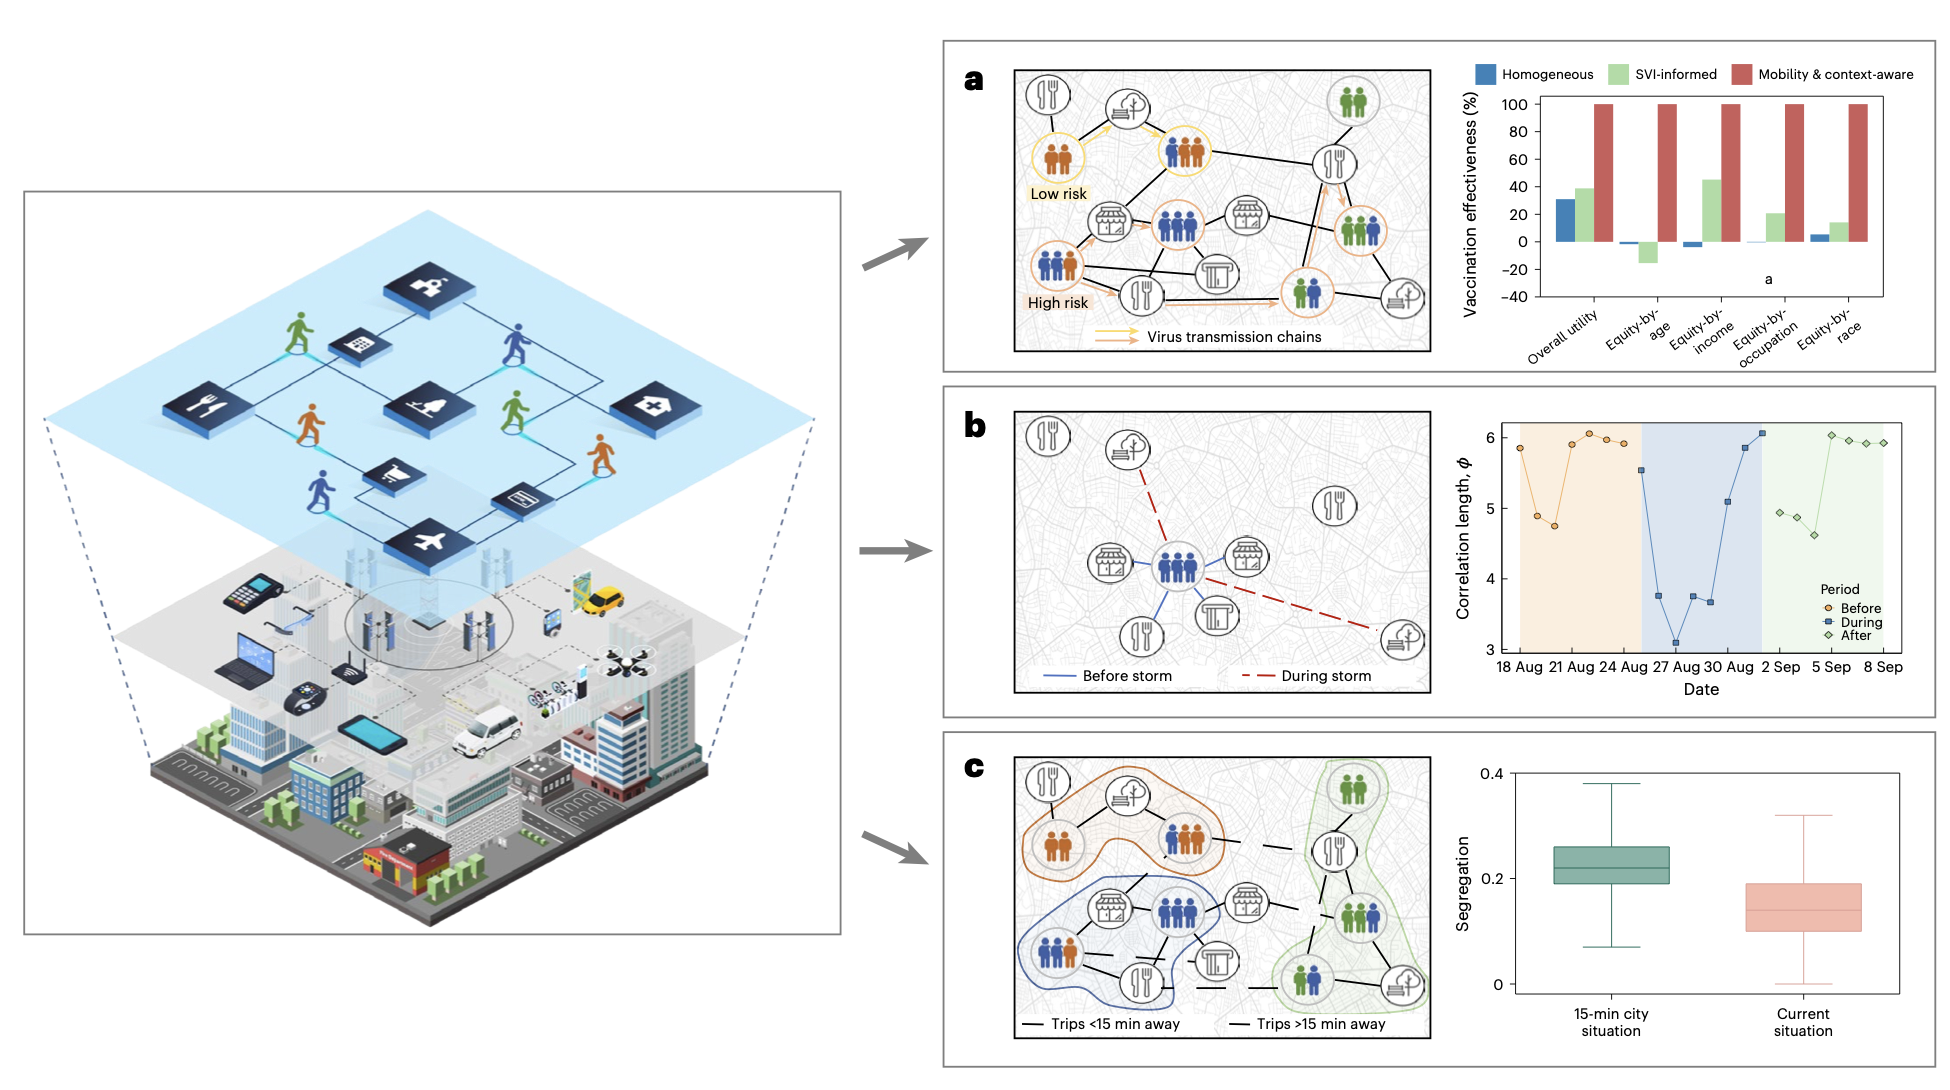 a
Low risk
High risk
Virus transmission chains
Homogeneous
SVI-informed
Mobility & context-aware
Vaccination effectiveness (%)
100
80
60
40
20
0
−20
−40
a
Overall utility
Equity-by-
age
Equity-by-
income
Equity-by-
occupation
Equity-by-
race
b
Before storm
During storm
Correlation length, ϕ
6
5
4
3
Period
Before
During
After
18 Aug
21 Aug
24 Aug
27 Aug
30 Aug
2 Sep
5 Sep
8 Sep
Date
c
Trips <15 min away
Trips >15 min away
Segregation
0.4
0.2
0
15-min city
situation
Current
situation